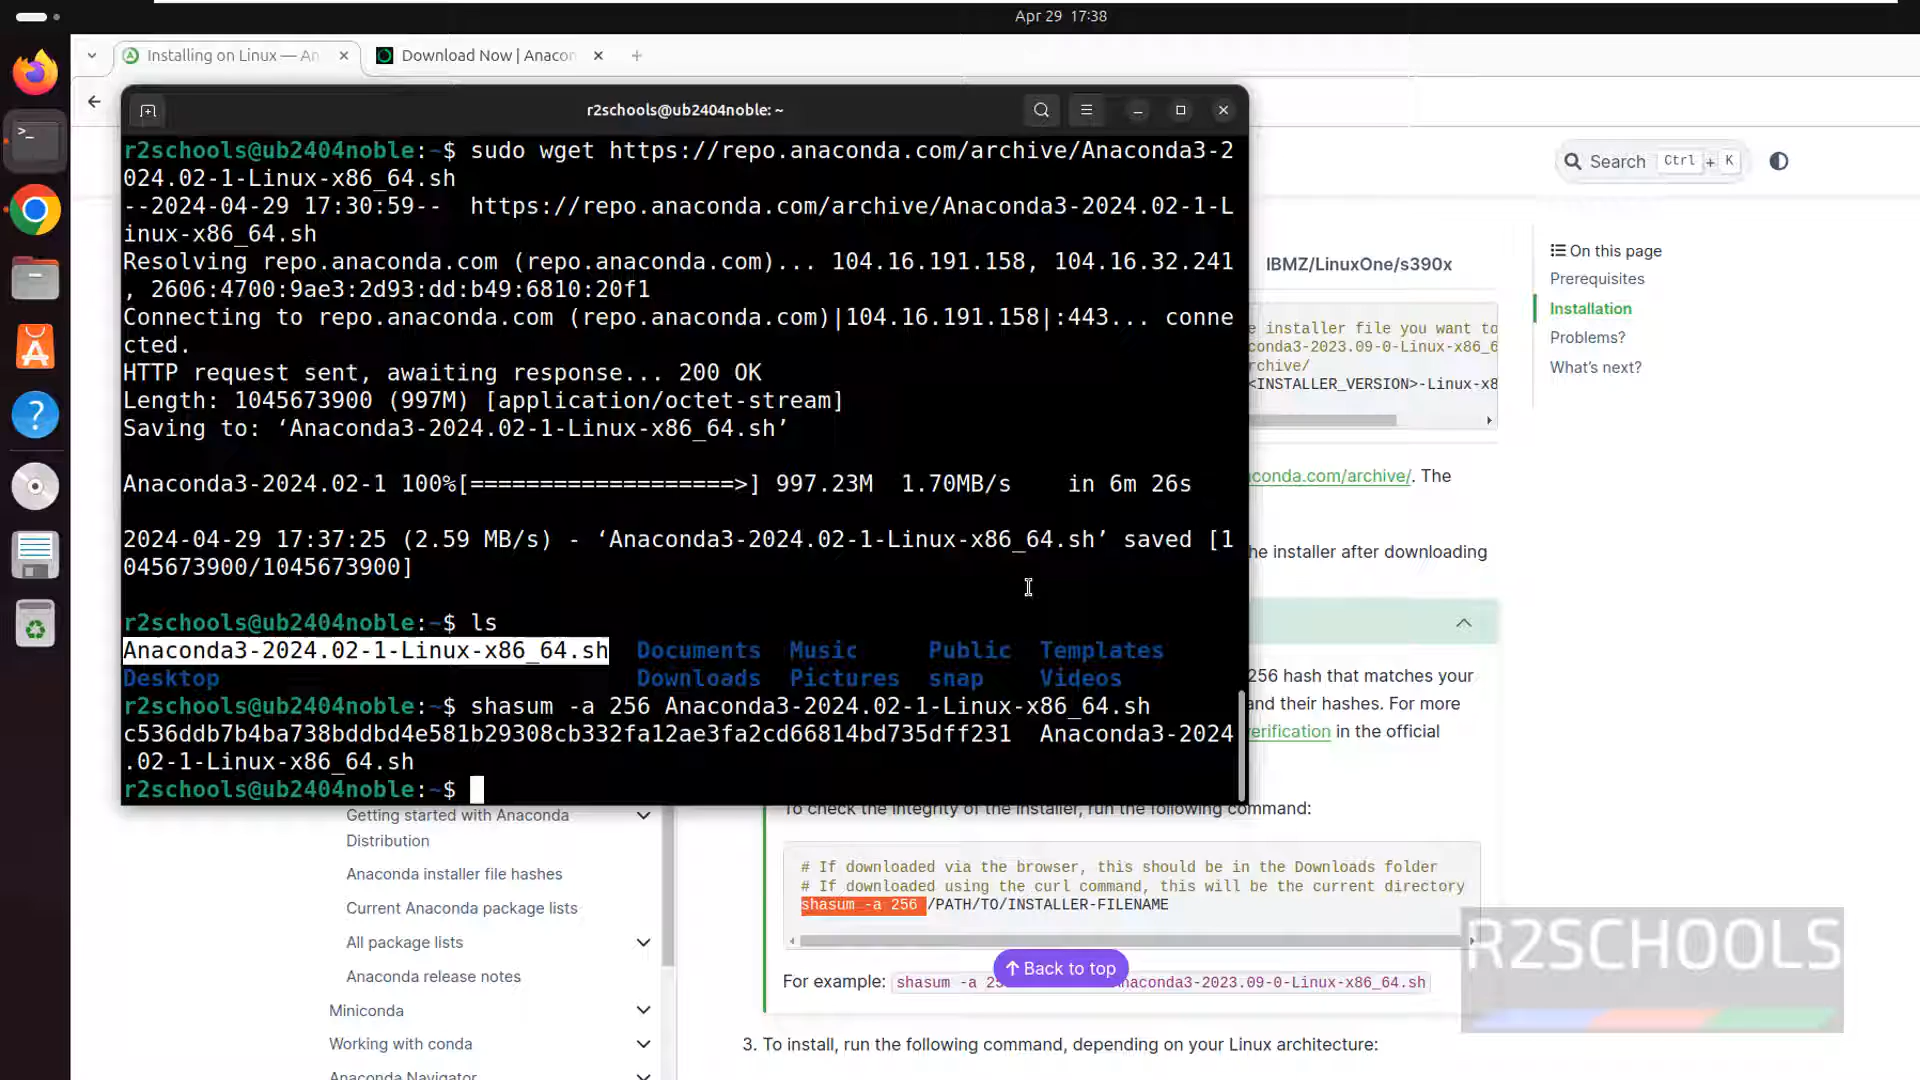 Apr 29 17:38
Installing on Linux — An
Download Now | Anacon
r2schools@ub2404noble: ~
r2schools@ub2404noble:~$ sudo wget https://repo.anaconda.com/archive/Anaconda3-2
024.02-1-Linux-x86_64.sh
--2024-04-29 17:30:59-- https://repo.anaconda.com/archive/Anaconda3-2024.02-1-L
inux-x86_64.sh
Resolving repo.anaconda.com (repo.anaconda.com)... 104.16.191.158, 104.16.32.241
, 2606:4700:9ae3:2d93:dd:b49:6810:20f1
Connecting to repo.anaconda.com (repo.anaconda.com)|104.16.191.158|:443... conne
cted.
HTTP request sent, awaiting response... 200 OK
Length: 1045673900 (997M) [application/octet-stream]
Saving to: ‘Anaconda3-2024.02-1-Linux-x86_64.sh’
Anaconda3-2024.02-1 100%[===================>] 997.23M 1.70MB/s in 6m 26s
2024-04-29 17:37:25 (2.59 MB/s) - ‘Anaconda3-2024.02-1-Linux-x86_64.sh’ saved [1
045673900/1045673900]
r2schools@ub2404noble:~$ ls
Anaconda3-2024.02-1-Linux-x86_64.sh Documents Music Public Templates
Desktop Downloads Pictures snap Videos
r2schools@ub2404noble:~$ shasum -a 256 Anaconda3-2024.02-1-Linux-x86_64.sh
c536ddb7b4ba738bddbd4e581b29308cb332fa12ae3fa2cd66814bd735dff231 Anaconda3-2024
.02-1-Linux-x86_64.sh
r2schools@ub2404noble:~$
Search Ctrl + K
IBMZ/LinuxOne/s390x
e installer file you want to
conda3-2023.09-0-Linux-x86_6
rchive/
<INSTALLER_VERSION>-Linux-x8
conda.com/archive/. The
he installer after downloading
256 hash that matches your
and their hashes. For more
verification in the official
On this page
Prerequisites
Installation
Problems?
What’s next?
Getting started with Anaconda
Distribution
Anaconda installer file hashes
Current Anaconda package lists
All package lists
Anaconda release notes
Miniconda
Working with conda
Anaconda Navigator
To check the integrity of the installer, run the following command:
# If downloaded via the browser, this should be in the Downloads folder
# If downloaded using the curl command, this will be the current directory
shasum -a 256 /PATH/TO/INSTALLER-FILENAME
Back to top
For example: shasum -a 25 naconda3-2023.09-0-Linux-x86_64.sh
3. To install, run the following command, depending on your Linux architecture:
R2SCHOOLS